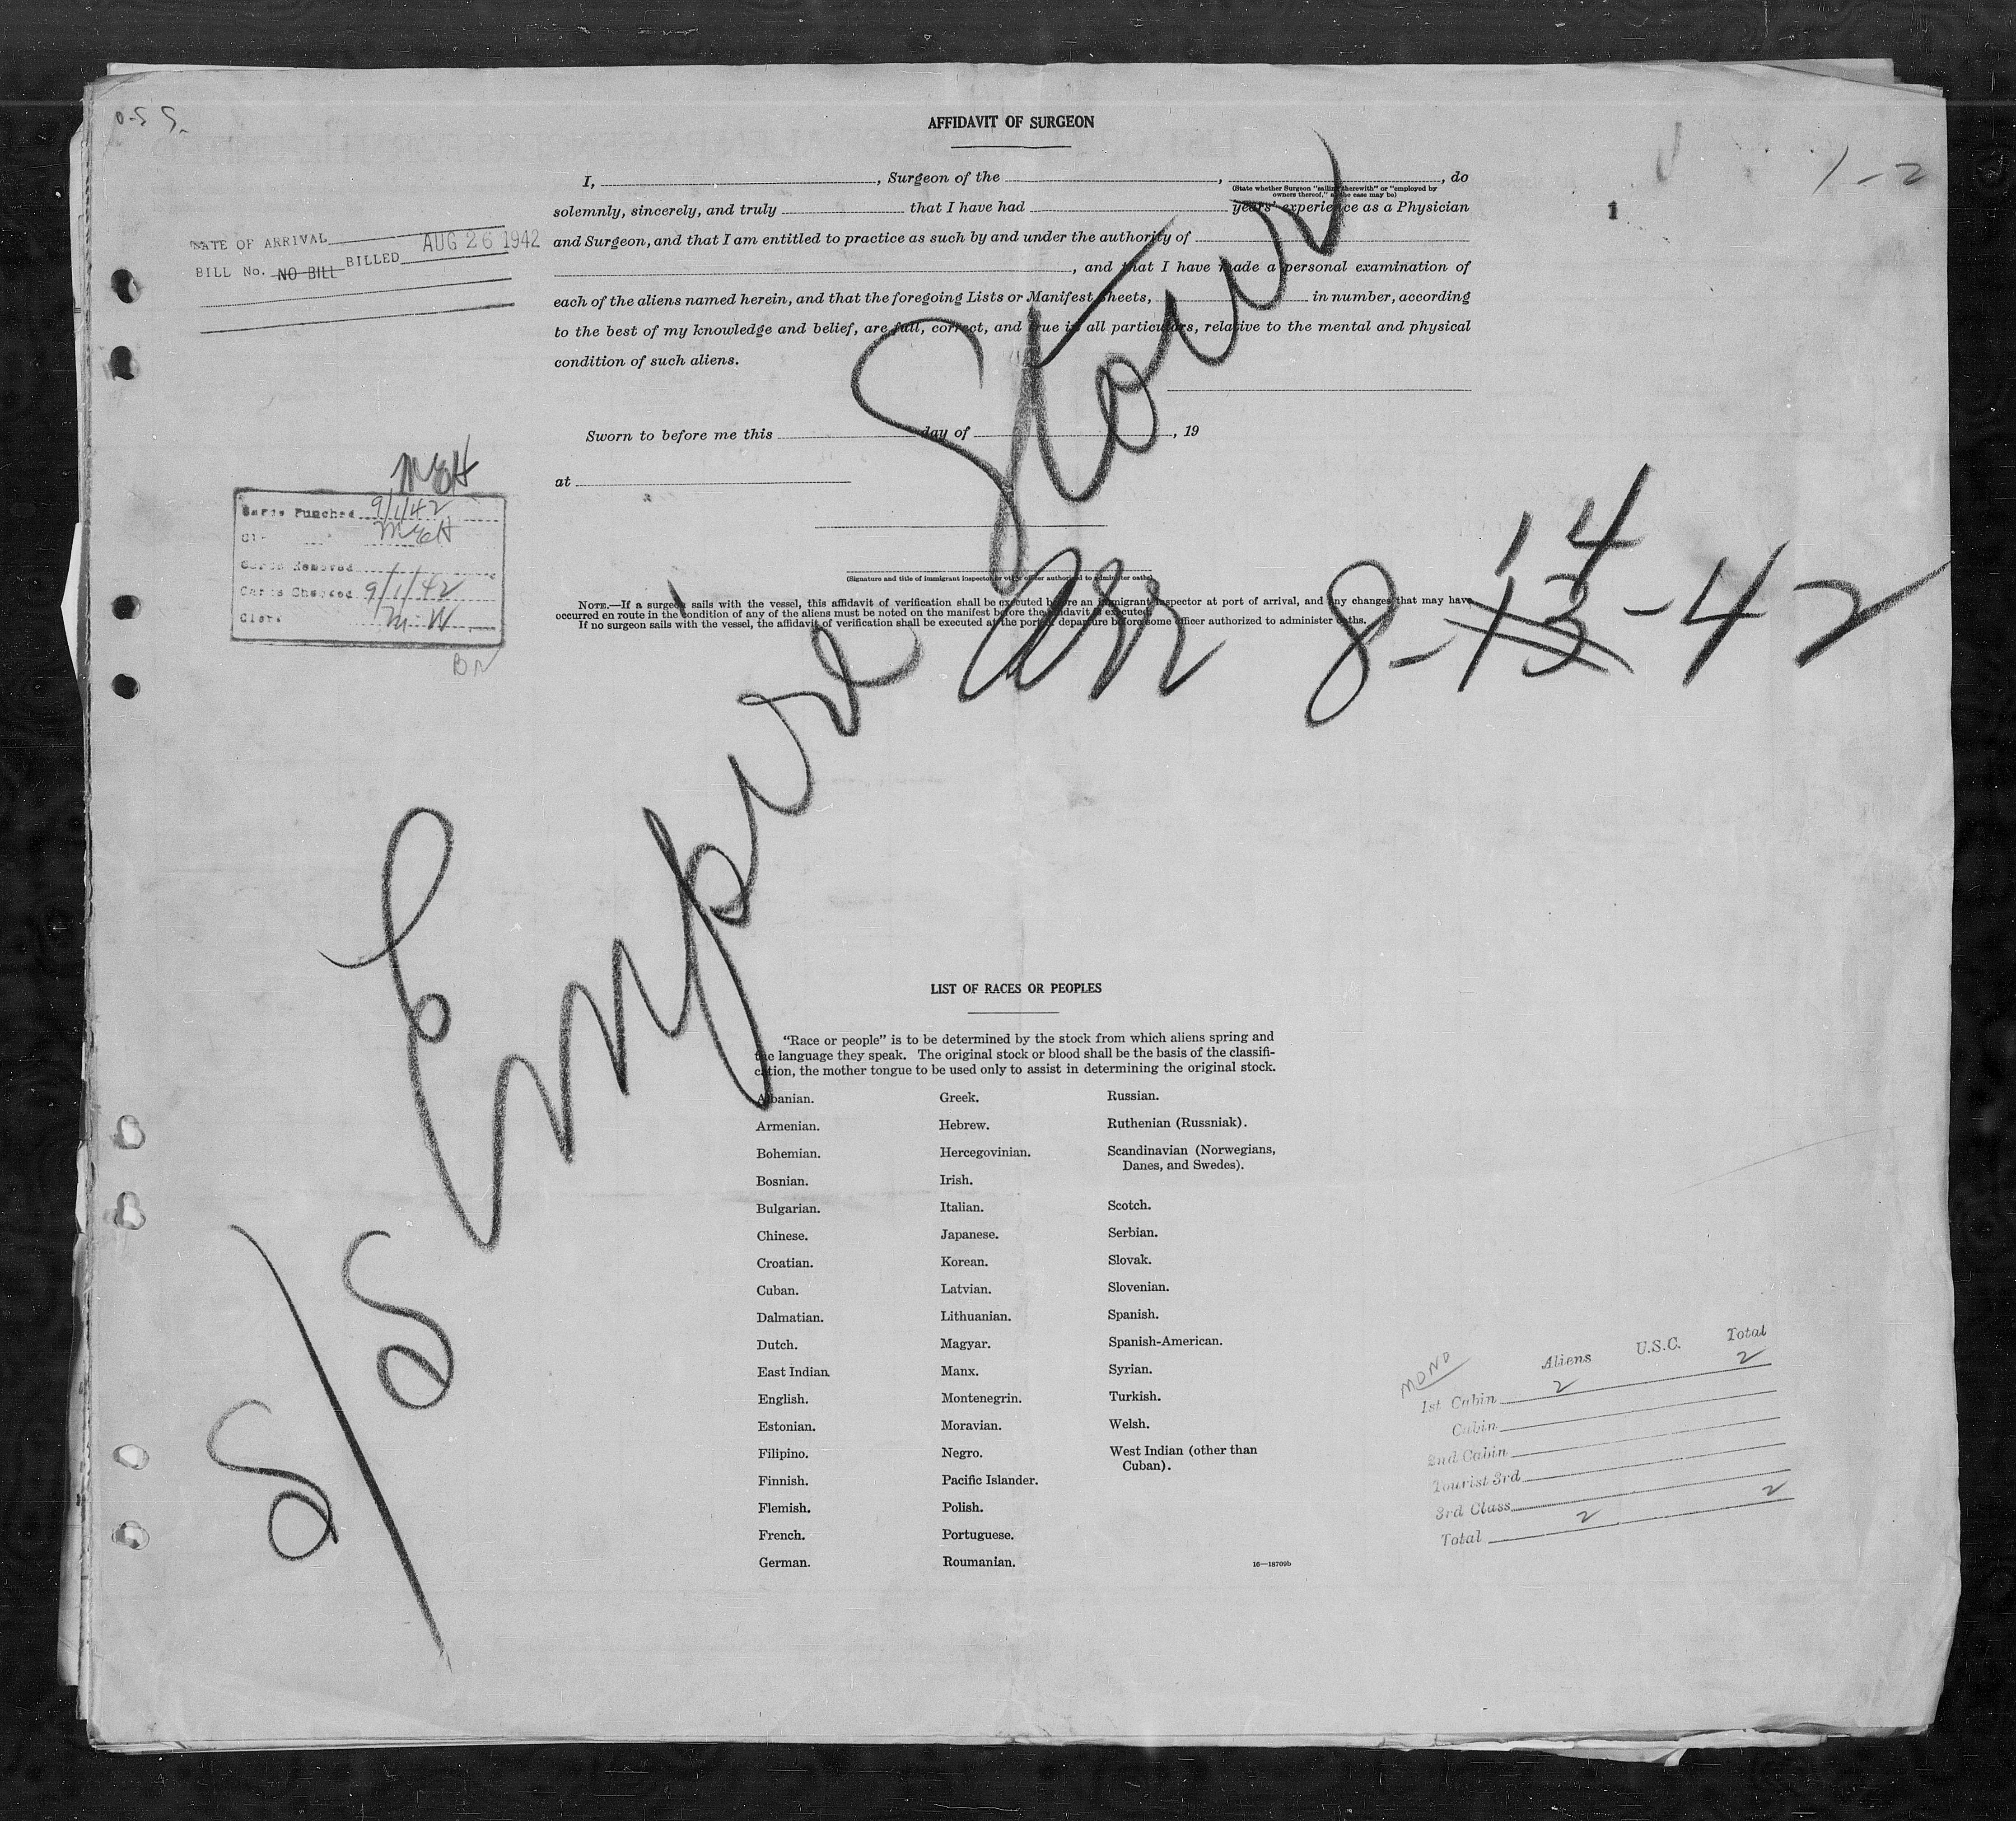 AFFIDAVIT OF SURGEON
1-2
1
I, , Surgeon of the , , do
(State whether Surgeon "sailing therewith" or "employed by
owners thereof," as the case may be)
solemnly, sincerely, and truly that I have had years' experience as a Physician
and Surgeon, and that I am entitled to practice as such by and under the authority of
, and that I have made a personal examination of
each of the aliens named herein, and that the foregoing Lists or Manifest Sheets, in number, according
to the best of my knowledge and belief, are full, correct, and true in all particulars, relative to the mental and physical
condition of such aliens.
DATE OF ARRIVAL AUG 26 1942
BILL No. NO BILL BILLED
Sworn to before me this day of , 19
at
(Signature and title of immigrant inspector or other officer authorized to administer oaths)
NOTE.—If a surgeon sails with the vessel, this affidavit of verification shall be executed before an immigrant inspector at port of arrival, and any changes that may have
occurred en route in the condition of any of the aliens must be noted on the manifest before the affidavit is executed.
If no surgeon sails with the vessel, the affidavit of verification shall be executed at the port of departure before some officer authorized to administer oaths.
MEH
Cards Punched 9/1/42
MEH
Cards Removed
Cards Checked 9/1/42
Clerk M.W
BN
S/S Empire Starr
8-13-42
14
LIST OF RACES OR PEOPLES
"Race or people" is to be determined by the stock from which aliens spring and
the language they speak. The original stock or blood shall be the basis of the classifi-
cation, the mother tongue to be used only to assist in determining the original stock.
Albanian.
Armenian.
Bohemian.
Bosnian.
Bulgarian.
Chinese.
Croatian.
Cuban.
Dalmatian.
Dutch.
East Indian.
English.
Estonian.
Filipino.
Finnish.
Flemish.
French.
German.
Greek.
Hebrew.
Hercegovinian.
Irish.
Italian.
Japanese.
Korean.
Latvian.
Lithuanian.
Magyar.
Manx.
Montenegrin.
Moravian.
Negro.
Pacific Islander.
Polish.
Portuguese.
Roumanian.
Russian.
Ruthenian (Russniak).
Scandinavian (Norwegians,
Danes, and Swedes).
Scotch.
Serbian.
Slovak.
Slovenian.
Spanish.
Spanish-American.
Syrian.
Turkish.
Welsh.
West Indian (other than
Cuban).
16—18709b
MONO
Aliens U.S.C. Total
1st Cabin 2 2
Cabin
2nd Cabin
Tourist 3rd
3rd Class
Total 2 2